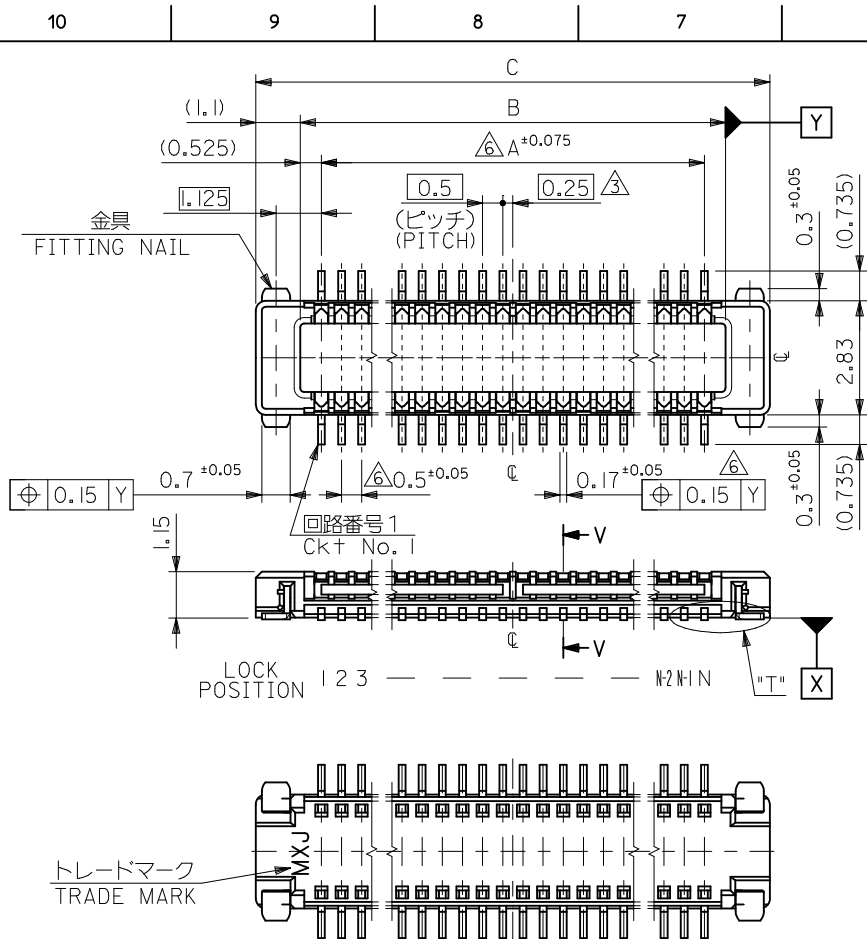 10 9 8 7
C
(1.1) B
Y
(0.525) 6 A ±0.075
1.125 0.5 0.25 3
(ピッチ)
(PITCH)
0.3 ±0.05
(0.735)
金具
FITTING NAIL
2.83
℄
0.7 ±0.05
6 0.5 ±0.05
℄
0.17 ±0.05
6
0.3 ±0.05
(0.735)
⌖ 0.15 Y
⌖ 0.15 Y
回路番号1
Ckt No. 1
1.15
V
℄
V
LOCK
POSITION 1 2 3 — — — — — N-2 N-1 N
"T"
X
MXJ
トレードマーク
TRADE MARK